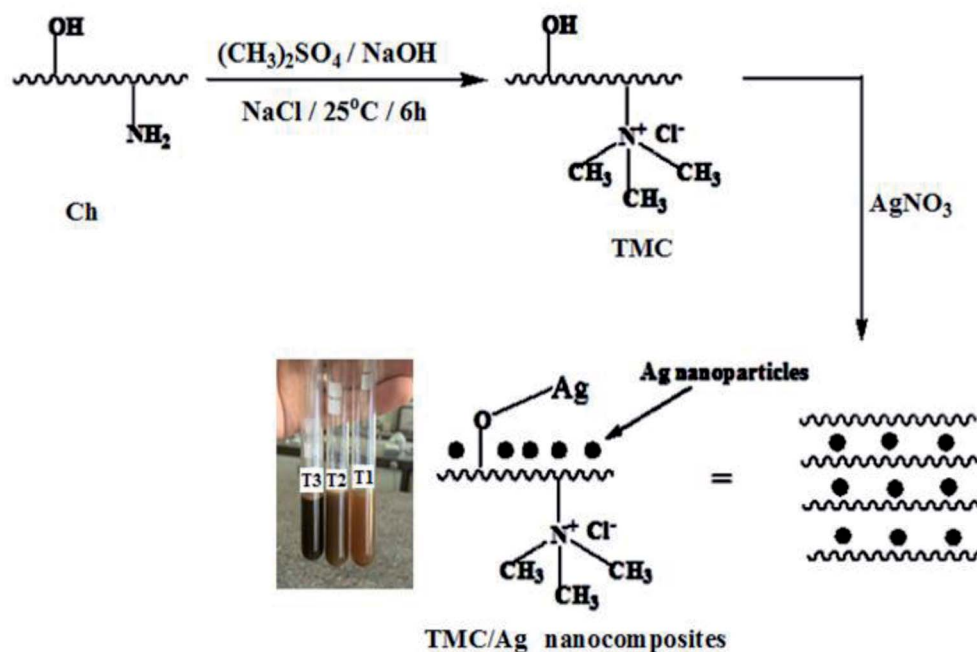 OH
(CH₃)₂SO₄ / NaOH
NaCl / 25⁰C / 6h
NH₂
Ch
OH
N⁺ Cl⁻
CH₃ CH₃
CH₃
TMC
AgNO₃
Ag nanoparticles
Ag
O
T3 T2 T1
=
N⁺ Cl⁻
CH₃ CH₃
CH₃
TMC/Ag nanocomposites